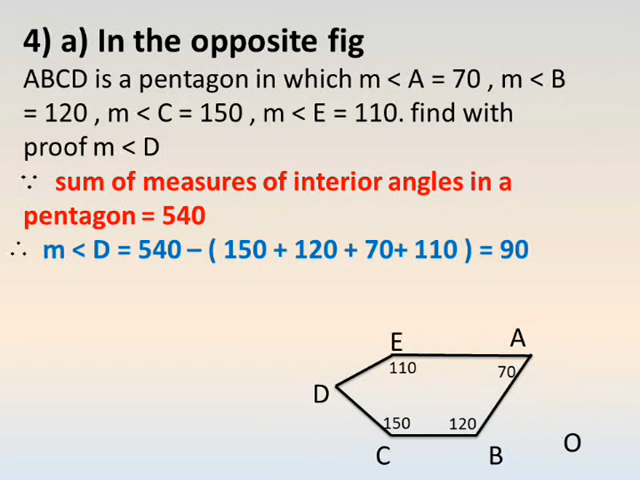 4) a) In the opposite fig
ABCD is a pentagon in which m < A = 70 , m < B
= 120 , m < C = 150 , m < E = 110. find with
proof m < D
∵ sum of measures of interior angles in a
pentagon = 540
∴ m < D = 540 – ( 150 + 120 + 70+ 110 ) = 90
E
A
110
70
D
150
120
C
B
O